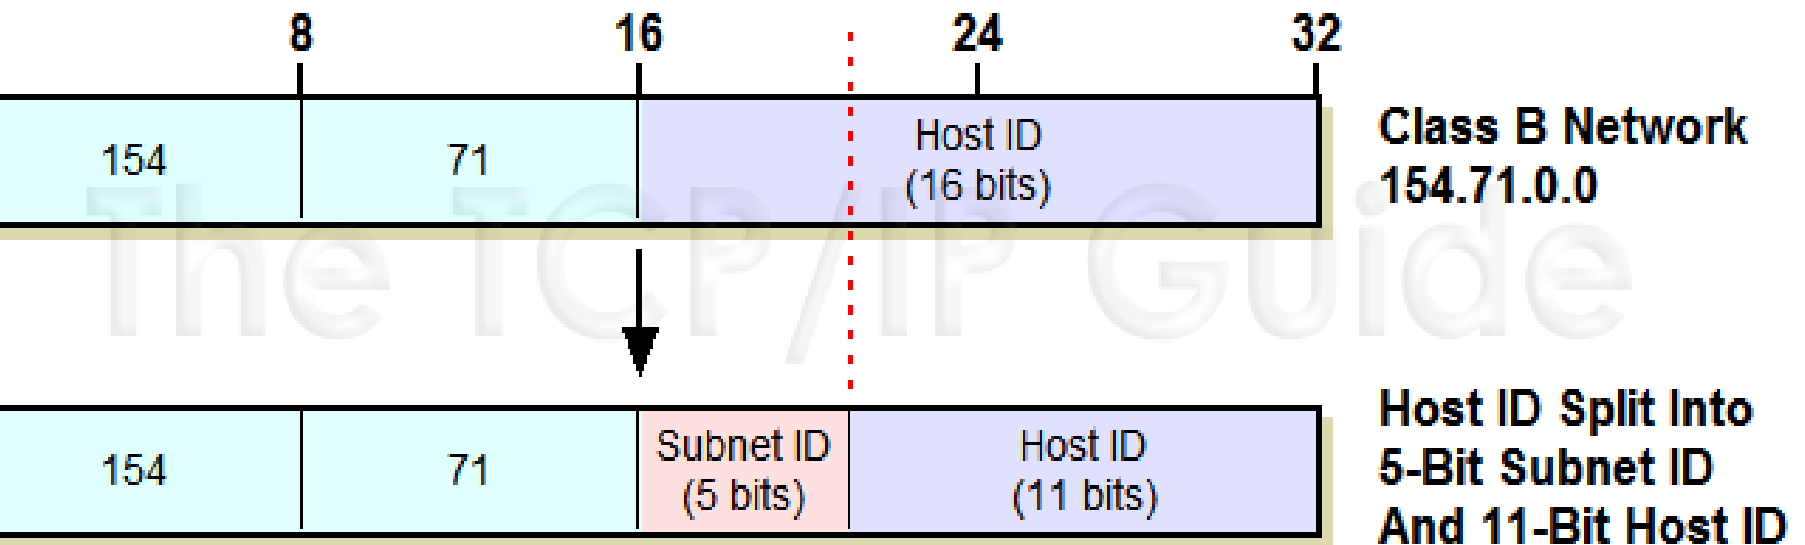 8 16 24 32
154 71 Host ID
(16 bits)
Class B Network
154.71.0.0
The TCP/IP Guide
154 71 Subnet ID
(5 bits)
Host ID
(11 bits)
Host ID Split Into
5-Bit Subnet ID
And 11-Bit Host ID